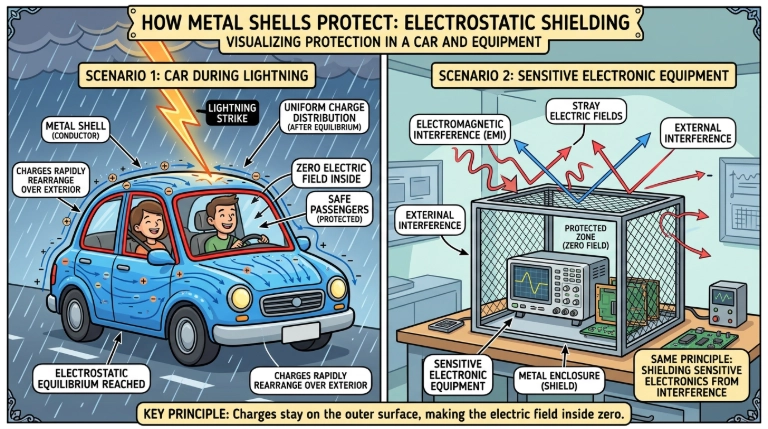 HOW METAL SHELLS PROTECT: ELECTROSTATIC SHIELDING
VISUALIZING PROTECTION IN A CAR AND EQUIPMENT
SCENARIO 1: CAR DURING LIGHTNING
LIGHTNING
STRIKE
UNIFORM CHARGE
DISTRIBUTION
(AFTER EQUILIBRIUM)
METAL SHELL
(CONDUCTOR)
CHARGES RAPIDLY
REARRANGE
OVER EXTERIOR
ZERO ELECTRIC
FIELD INSIDE
SAFE
PASSENGERS
(PROTECTED)
ELECTROSTATIC
EQUILIBRIUM REACHED
CHARGES RAPIDLY
REARRANGE OVER EXTERIOR
SCENARIO 2: SENSITIVE ELECTRONIC EQUIPMENT
ELECTROMAGNETIC
INTERFERENCE (EMI)
STRAY
ELECTRIC FIELDS
EXTERNAL
INTERFERENCE
EXTERINAL
INTERFERENCE
PROTECTED
ZONE
(ZERO FIELD)
SENSITIVE
ELECTRONIC
EQUIPMENT
METAL ENCLOSURE
(SHIELD)
SAME PRINCIPLE:
SHIELDING SENSITIVE
ELECTRONICS FROM
INTERFERENCE
KEY PRINCIPLE: Charges stay on the outer surface, making the electric field inside zero.